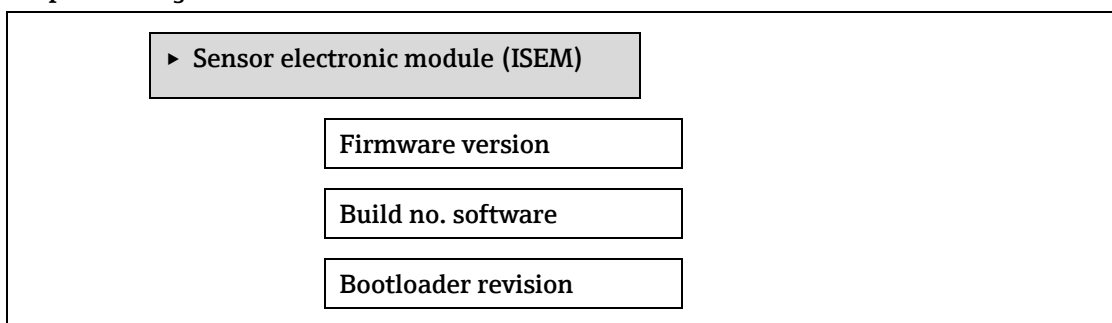 ▸ Sensor electronic module (ISEM)
Firmware version
Build no. software
Bootloader revision